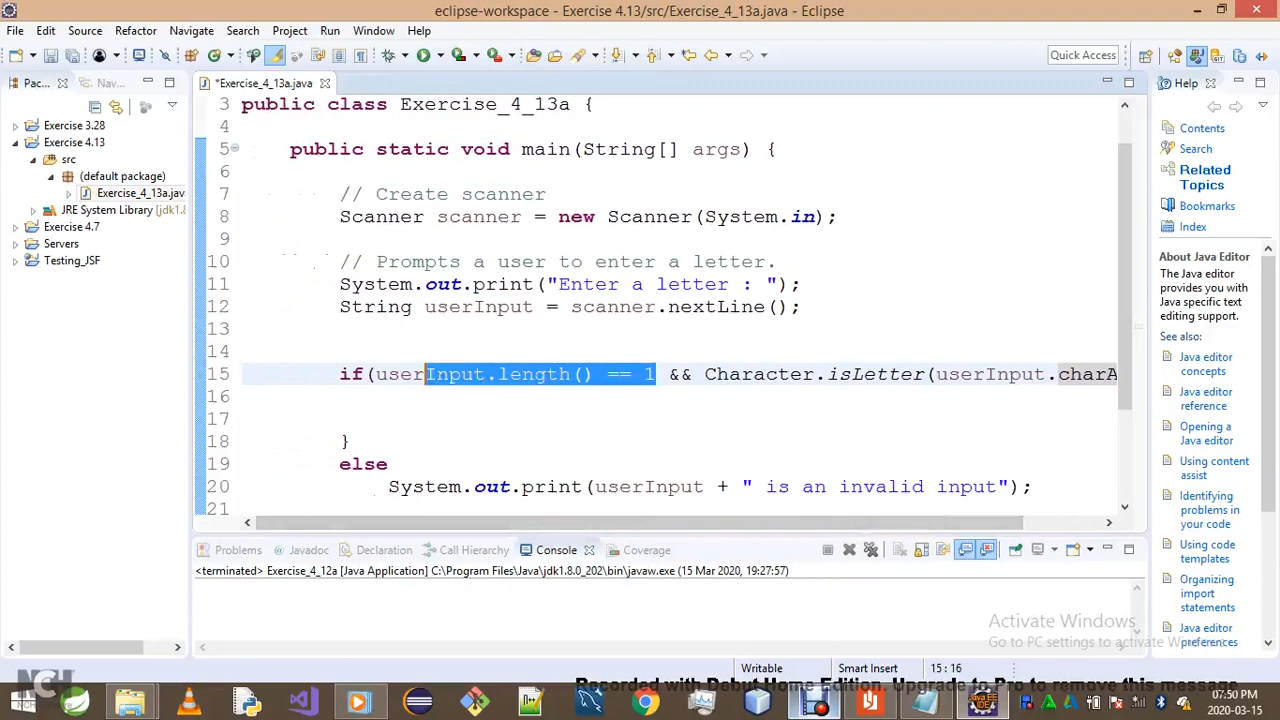 eclipse-workspace - Exercise 4.13/src/Exercise_4_13a.java - Eclipse
File Edit Source Refactor Navigate Search Project Run Window Help
Quick Access
Pac... Nav...
*Exercise_4_13a.java
Help
Exercise 3.28
Exercise 4.13
src
(default package)
Exercise_4_13a.jav
JRE System Library [jdk1.8
Exercise 4.7
Servers
Testing_JSF
3 public class Exercise_4_13a {
4
5 public static void main(String[] args) {
6
7 // Create scanner
8 Scanner scanner = new Scanner(System.in);
9
10 // Prompts a user to enter a letter.
11 System.out.print("Enter a letter : ");
12 String userInput = scanner.nextLine();
13
14
15 if(userInput.length() == 1 && Character.isLetter(userInput.charA
16
17
18 }
19 else
20 System.out.print(userInput + " is an invalid input");
21
Contents
Search
Related
Topics
Bookmarks
Index
About Java Editor
The Java editor
provides you with
Java specific text
editing support.
See also:
Java editor
concepts
Java editor
reference
Opening a
Java editor
Using content
assist
Identifying
problems in
your code
Using code
templates
Organizing
import
statements
Java editor
preferences
Problems Javadoc Declaration Call Hierarchy Console Coverage
<terminated> Exercise_4_12a [Java Application] C:\Program Files\Java\jdk1.8.0_202\bin\javaw.exe (15 Mar 2020, 19:27:57)
Activate Windows
Go to PC settings to activate Windows.
Writable Smart Insert 15 : 16
NCH
Recorded with Debut Home Edition. Upgrade to Pro to remove this message
07:50 PM
2020-03-15